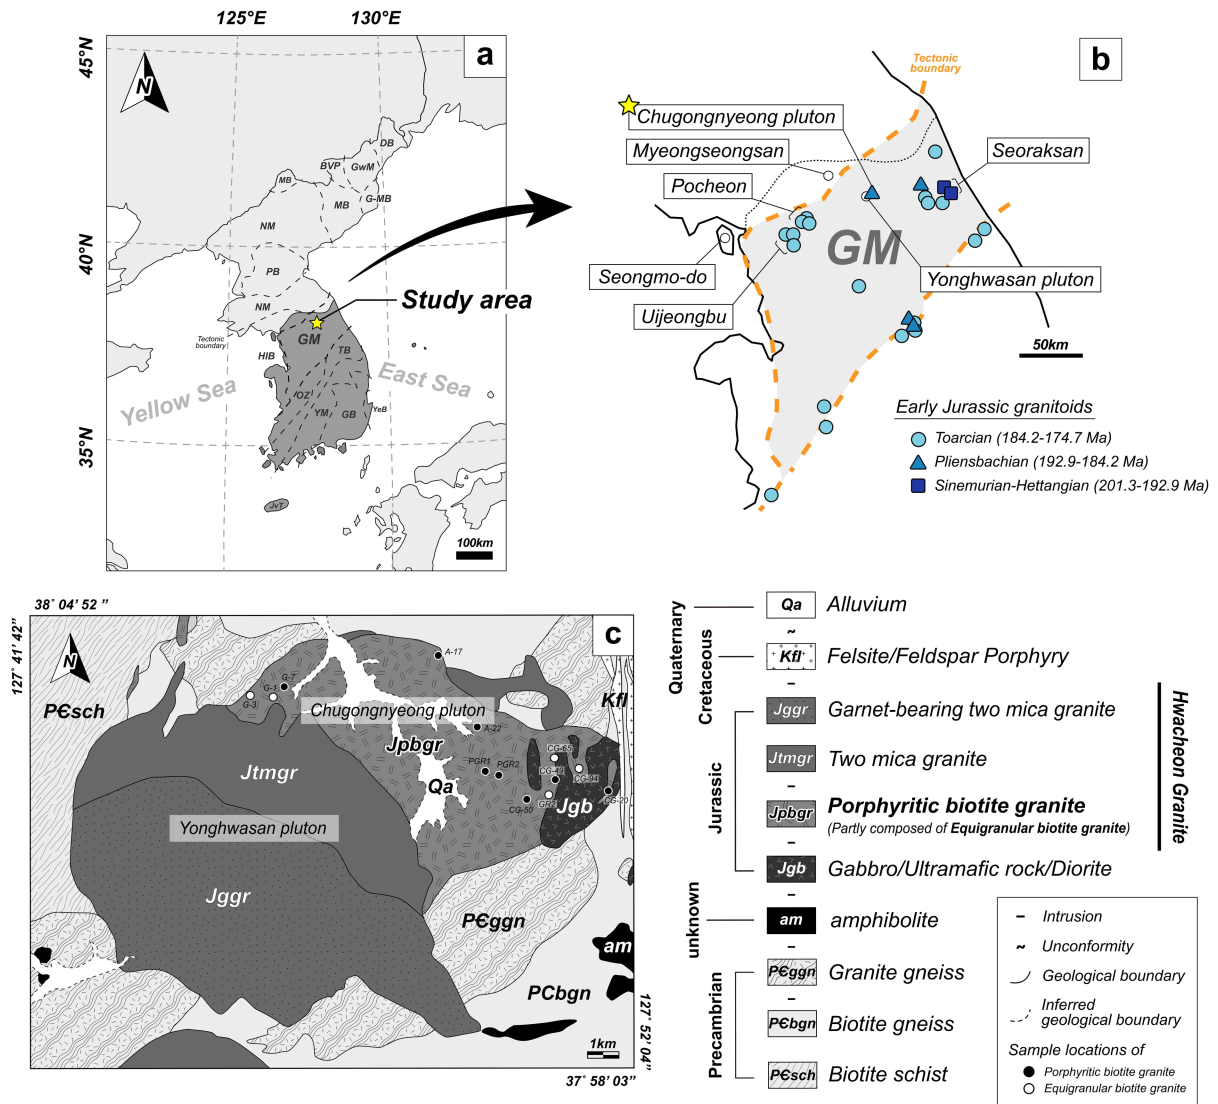 125°E
130°E
45°N
40°N
35°N
a
N
DB
BVP
GwM
MB
G-MB
MB
NM
PB
NM
Study area
Tectonic
boundary
GM
HIB
TB
East Sea
Yellow Sea
OZ
YM
GB
YeB
JvT
100km
b
Tectonic
boundary
Chugongnyeong pluton
Myeongseongsan
Seoraksan
Pocheon
GM
Seongmo-do
Yonghwasan pluton
Uijeongbu
50km
Early Jurassic granitoids
Toarcian (184.2-174.7 Ma)
Pliensbachian (192.9-184.2 Ma)
Sinemurian-Hettangian (201.3-192.9 Ma)
38˚ 04’ 52 ”
127˚ 41’ 42”
c
N
A-17
G-7
G-1
G-3
PЄsch
Kfl
Chugongnyeong pluton
A-22
Jpbgr
CG-65
PGR1
PGR2
Jtmgr
CG-49
CG-94
Qa
GR2
CG-20
CG-50
Jgb
Yonghwasan pluton
Jggr
PЄggn
am
PCbgn
1km
127˚ 52’ 04”
37˚ 58’ 03”
Quaternary
Cretaceous
Jurassic
unknown
Precambrian
Qa Alluvium
~
Kfl Felsite/Feldspar Porphyry
–
Jggr Garnet-bearing two mica granite
–
Jtmgr Two mica granite
–
Jpbgr Porphyritic biotite granite
(Partly composed of Equigranular biotite granite)
–
Jgb Gabbro/Ultramafic rock/Diorite
–
am amphibolite
–
PЄggn Granite gneiss
–
PЄbgn Biotite gneiss
PЄsch Biotite schist
Hwacheon Granite
– Intrusion
~ Unconformity
Geological boundary
Inferred
geological boundary
Sample locations of
Porphyritic biotite granite
Equigranular biotite granite